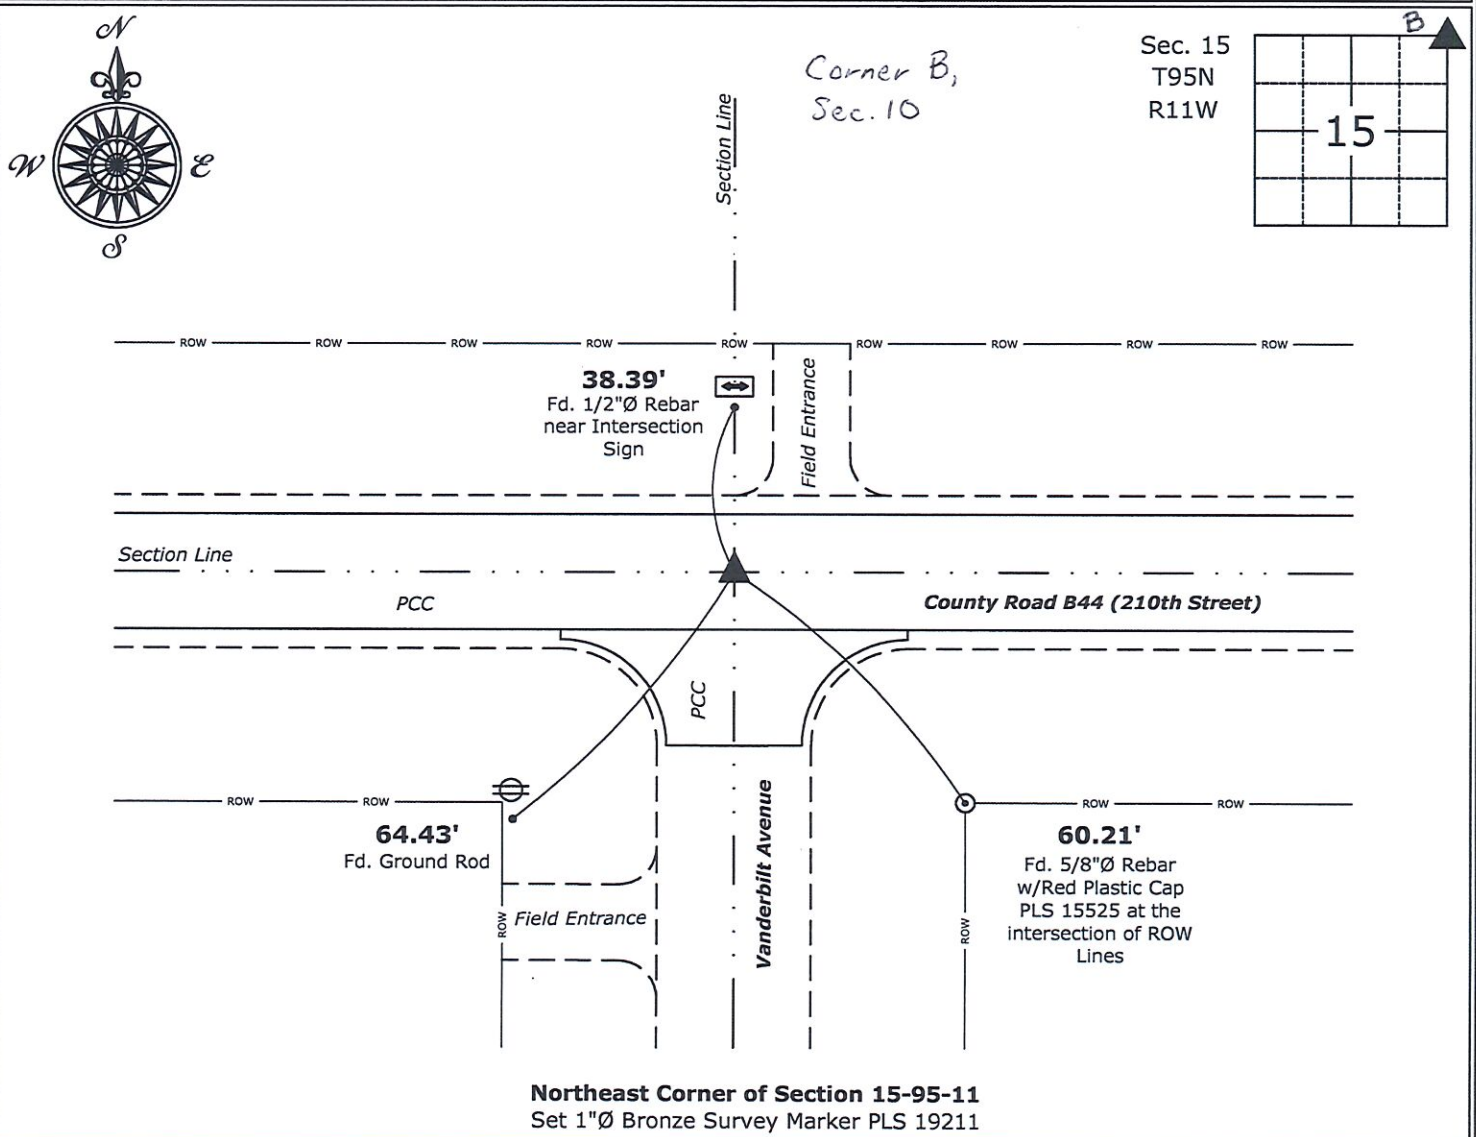 N
W
E
S
Corner B,
Sec. 10
Sec. 15
T95N
R11W
B
15
Section Line
ROW ROW ROW ROW ROW ROW ROW ROW ROW
38.39'
Fd. 1/2"Ø Rebar
near Intersection
Sign
Field Entrance
Section Line
PCC
County Road B44 (210th Street)
PCC
ROW ROW
ROW ROW
64.43'
Fd. Ground Rod
60.21'
Fd. 5/8"Ø Rebar
w/Red Plastic Cap
PLS 15525 at the
intersection of ROW
Lines
Vanderbilt Avenue
ROW
Field Entrance
ROW
Northeast Corner of Section 15-95-11
Set 1"Ø Bronze Survey Marker PLS 19211